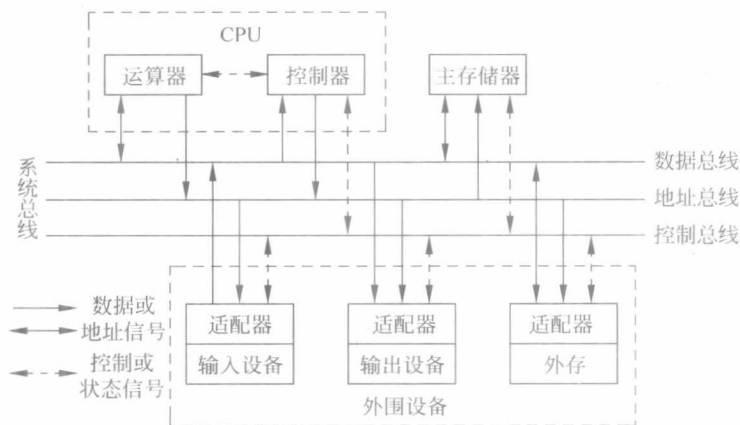 CPU
运算器
控制器
主存储器
系统总线
数据总线
地址总线
控制总线
数据或
地址信号
控制或
状态信号
适配器
输入设备
适配器
输出设备
适配器
外存
外围设备